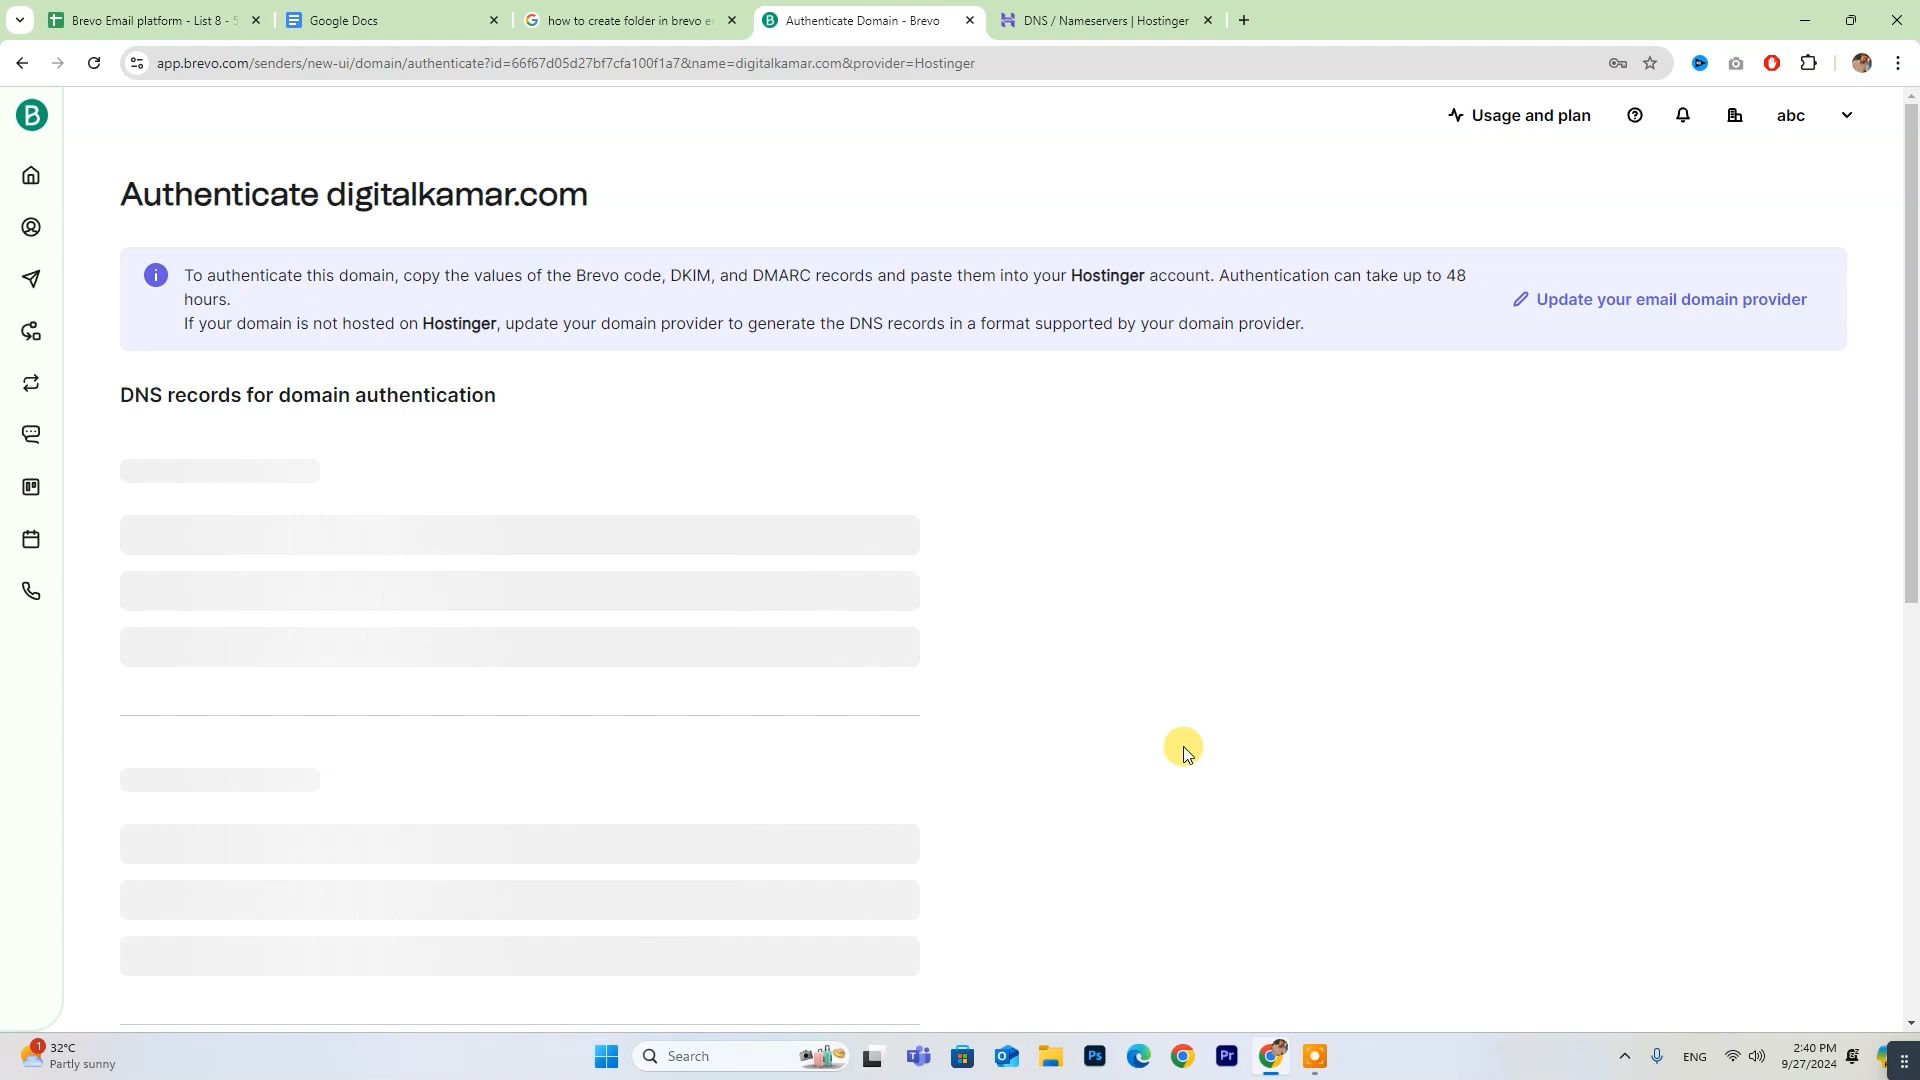 Brevo Email platform - List 8 - 5
Google Docs
how to create folder in brevo e
Authenticate Domain - Brevo
DNS / Nameservers | Hostinger
app.brevo.com/senders/new-ui/domain/authenticate?id=66f67d05d27bf7cfa100f1a7&name=digitalkamar.com&provider=Hostinger
B
Usage and plan
abc
Authenticate digitalkamar.com
To authenticate this domain, copy the values of the Brevo code, DKIM, and DMARC records and paste them into your Hostinger account. Authentication can take up to 48
hours.
If your domain is not hosted on Hostinger, update your domain provider to generate the DNS records in a format supported by your domain provider.
Update your email domain provider
DNS records for domain authentication
1
32°C
Partly sunny
Search
Ps
Pr
ENG
2:40 PM
9/27/2024